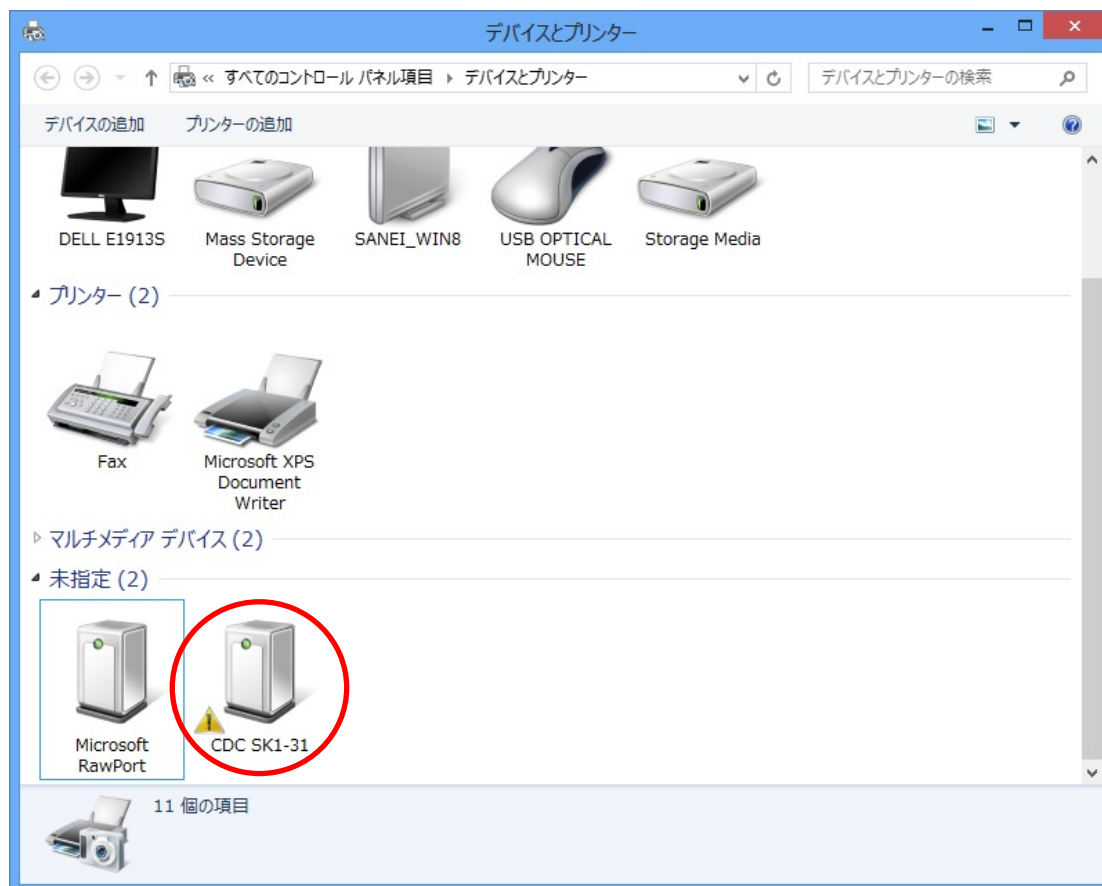 デバイスとプリンター
« すべてのコントロール パネル項目 ▸ デバイスとプリンター
デバイスとプリンターの検索
デバイスの追加 プリンターの追加
DELL E1913S
Mass Storage
Device
SANEI_WIN8
USB OPTICAL
MOUSE
Storage Media
プリンター (2)
Fax
Microsoft XPS
Document
Writer
マルチメディア デバイス (2)
未指定 (2)
Microsoft
RawPort
CDC SK1-31
11 個の項目